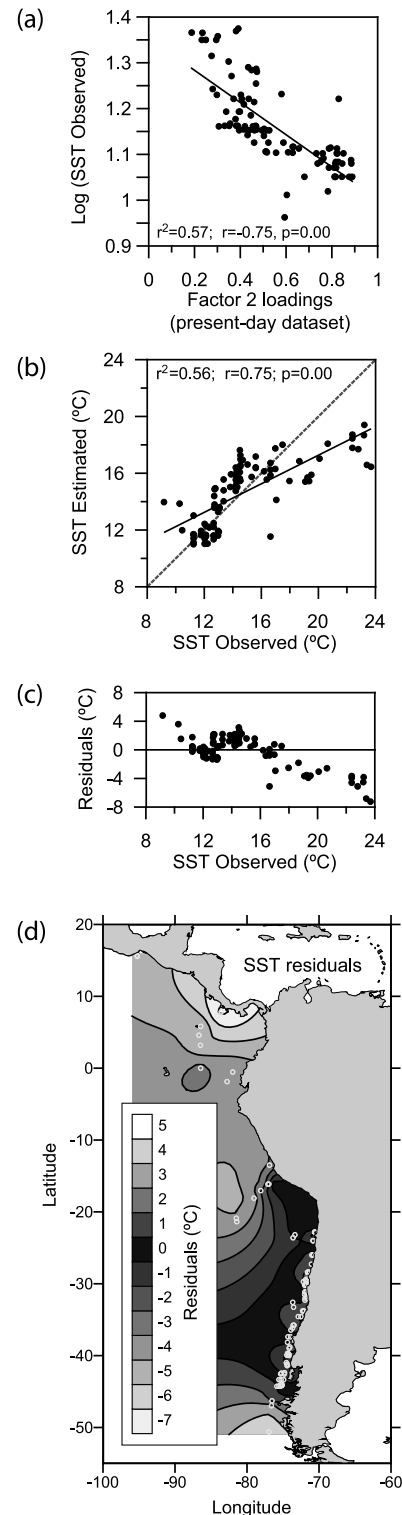 (a)
1.4
1.3
1.2
1.1
1
0.9
Log (SST Observed)
r²=0.57; r=-0.75, p=0.00
0 0.2 0.4 0.6 0.8 1
Factor 2 loadings
(present-day dataset)
(b)
r²=0.56; r=0.75; p=0.00
24
20
16
12
8
SST Estimated (ºC)
8 12 16 20 24
SST Observed (ºC)
(c)
8
4
0
-4
-8
Residuals (ºC)
8 12 16 20 24
SST Observed (ºC)
(d)
20
10
0
-10
-20
-30
-40
-50
Latitude
SST residuals
5
4
3
2
1
0
-1
-2
-3
-4
-5
-6
-7
Residuals (ºC)
-100 -90 -80 -70 -60
Longitude